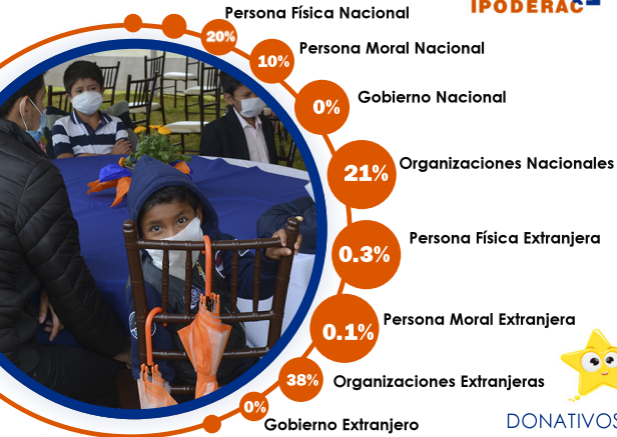 IPODERAC
Persona Física Nacional
20%
Persona Moral Nacional
10%
Gobierno Nacional
0%
Organizaciones Nacionales
21%
Persona Física Extranjera
0.3%
Persona Moral Extranjera
0.1%
Organizaciones Extranjeras
38%
Gobierno Extranjero
0%
DONATIVOS